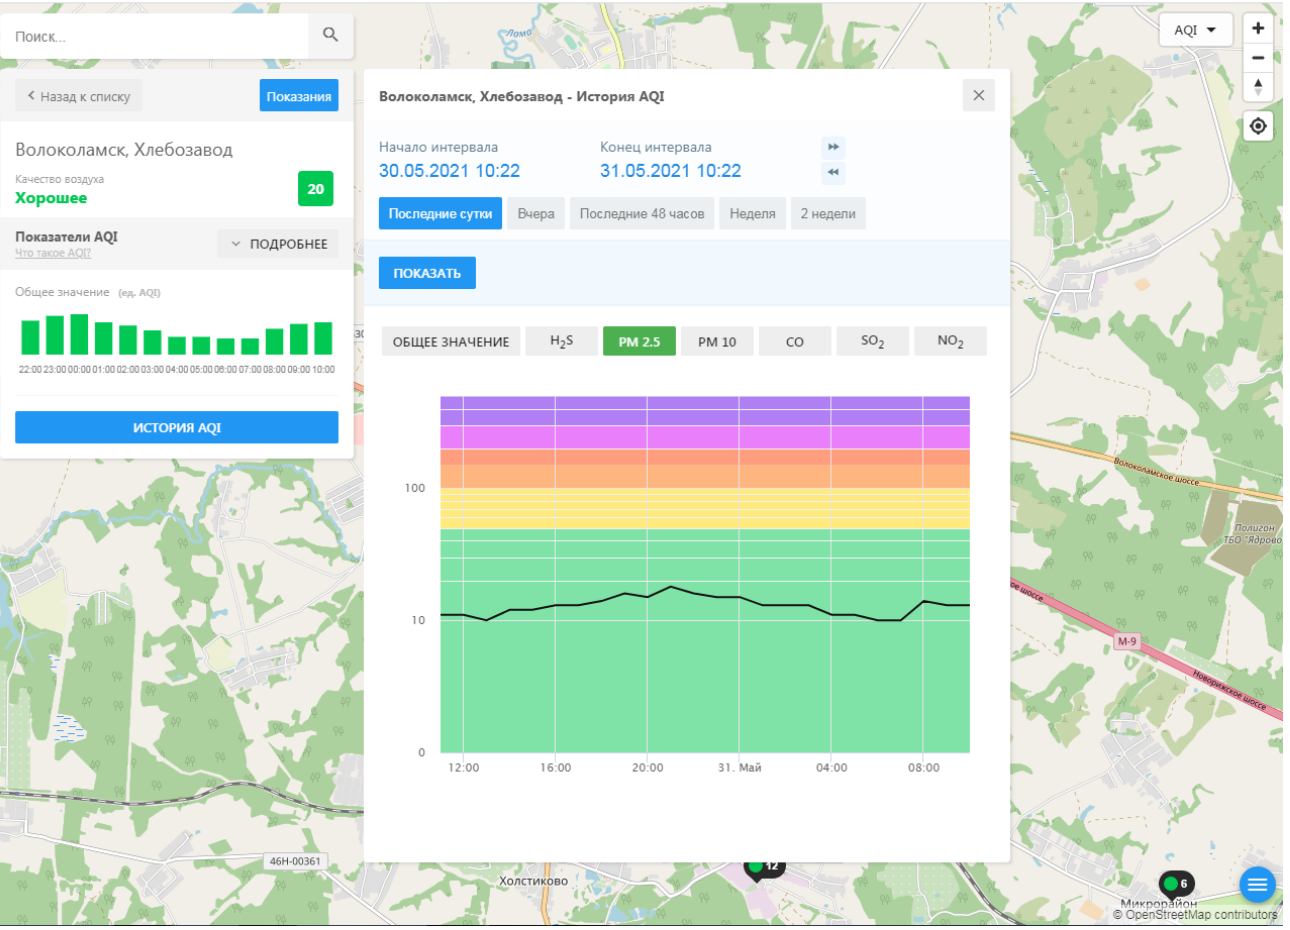 Поиск...
AQI
Назад к списку
Показания
Волоколамск, Хлебозавод
Качество воздуха
Хорошее
20
Показатели AQI
Что такое AQI?
ПОДРОБНЕЕ
Общее значение (ед. AQI)
22:00 23:00 00:00 01:00 02:00 03:00 04:00 05:00 06:00 07:00 08:00 09:00 10:00
ИСТОРИЯ AQI
Волоколамск, Хлебозавод - История AQI
Начало интервала
Конец интервала
30.05.2021 10:22
31.05.2021 10:22
Последние сутки
Вчера
Последние 48 часов
Неделя
2 недели
ПОКАЗАТЬ
ОБЩЕЕ ЗНАЧЕНИЕ
H2S
PM 2.5
PM 10
CO
SO2
NO2
100
10
0
12:00
16:00
20:00
31. Май
04:00
08:00
Лама
Волоколамское шоссе
Полигон
ТБО "Ядрово
ое шоссе
М-9
Новорижское шоссе
46Н-00361
Холстиково
12
6
Микрорайон
© OpenStreetMap contributors